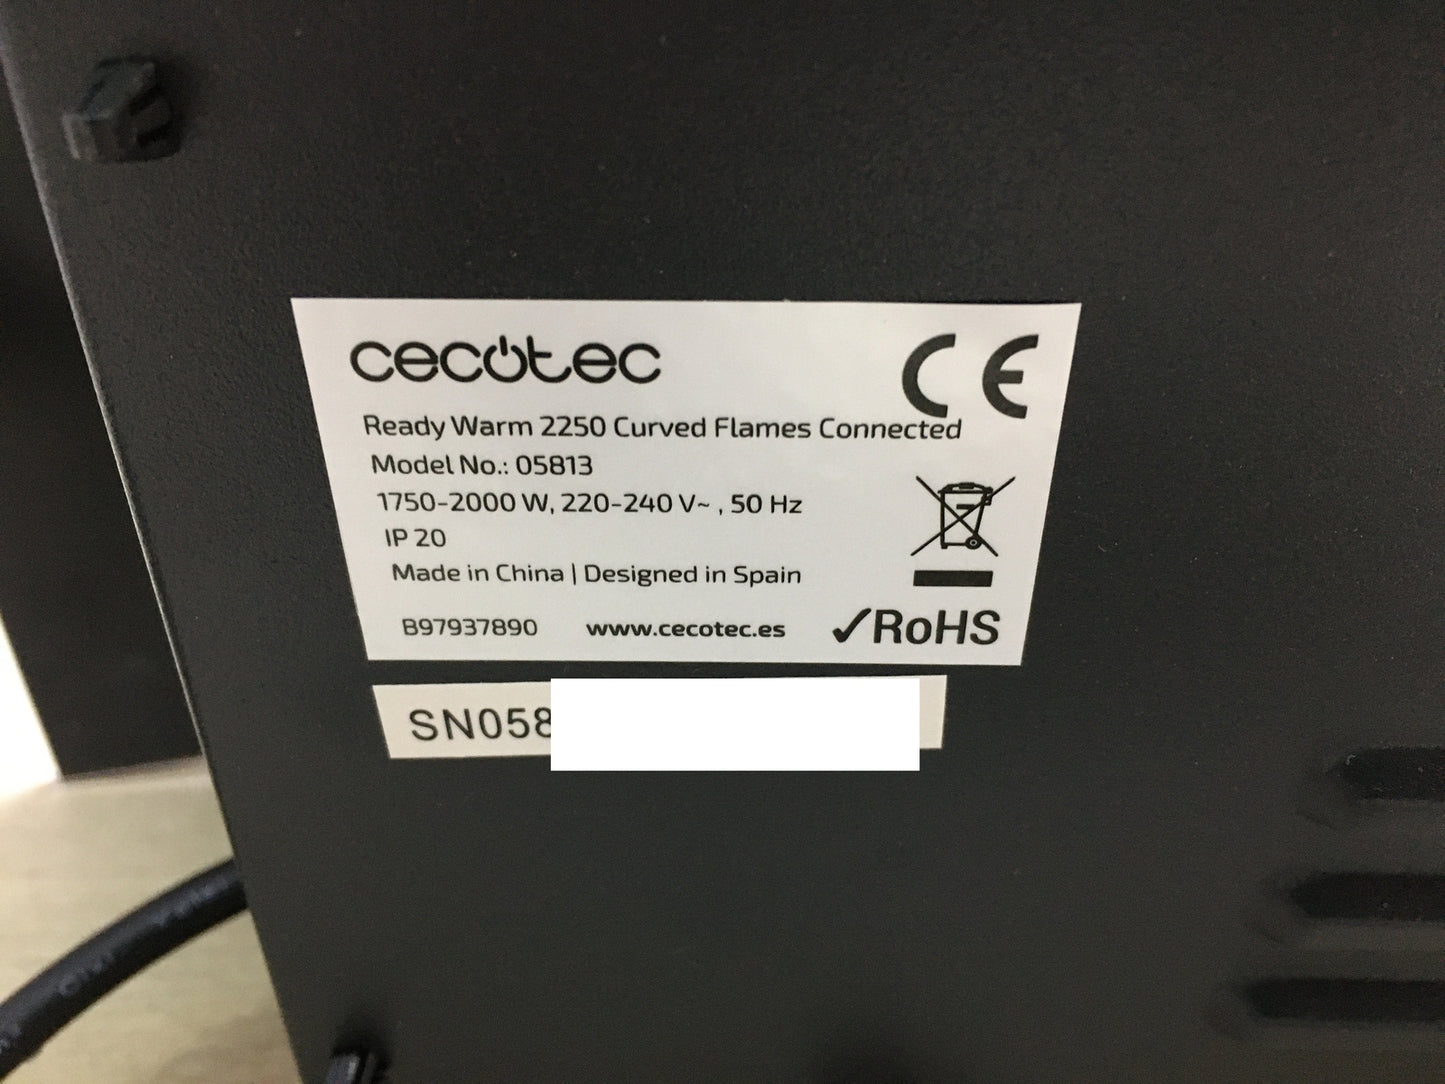 cecotec
CE
Ready Warm 2250 Curved Flames Connected
Model No.: 05813
1750-2000 W, 220-240 V~ , 50 Hz
IP 20
Made in China | Designed in Spain
B97937890 www.cecotec.es ✓RoHS
SN058